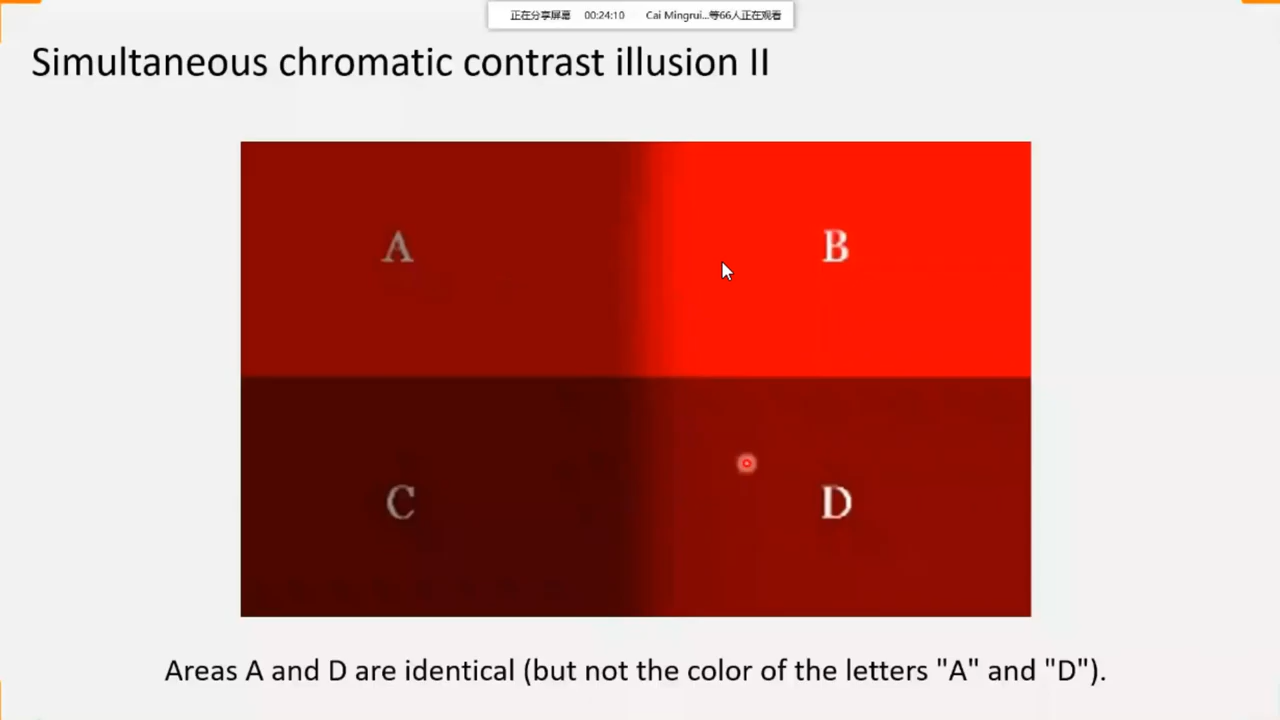 正在分享屏幕 00:24:10 Cai Mingrui...等66人正在观看
Simultaneous chromatic contrast illusion II
A B
C D
Areas A and D are identical (but not the color of the letters "A" and "D").